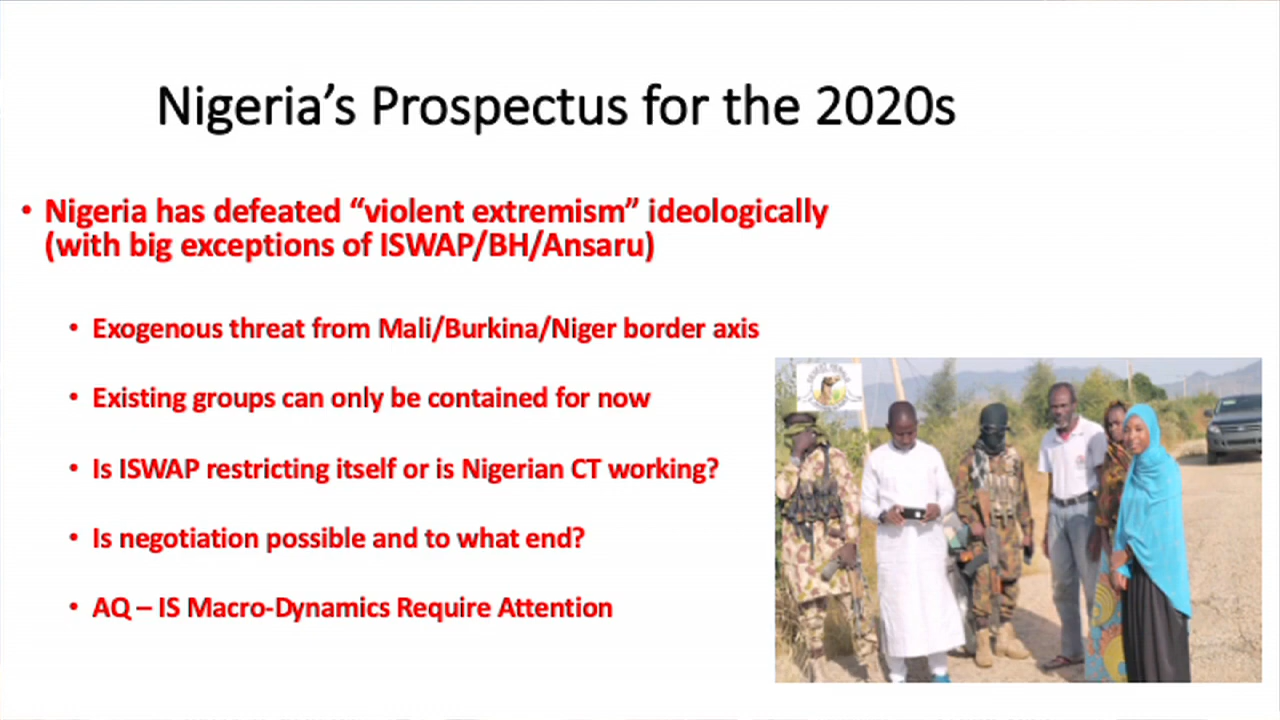 Nigeria’s Prospectus for the 2020s
• Nigeria has defeated “violent extremism” ideologically
(with big exceptions of ISWAP/BH/Ansaru)
• Exogenous threat from Mali/Burkina/Niger border axis
• Existing groups can only be contained for now
• Is ISWAP restricting itself or is Nigerian CT working?
• Is negotiation possible and to what end?
• AQ – IS Macro-Dynamics Require Attention